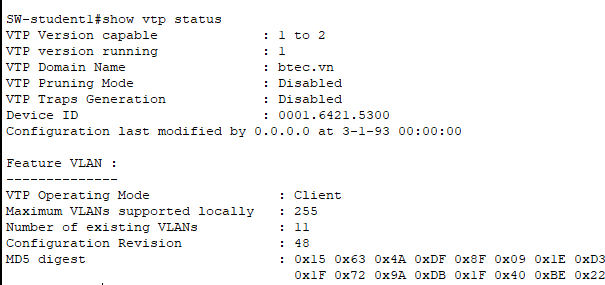 SW-student1#show vtp status
VTP Version capable : 1 to 2
VTP version running : 1
VTP Domain Name : btec.vn
VTP Pruning Mode : Disabled
VTP Traps Generation : Disabled
Device ID : 0001.6421.5300
Configuration last modified by 0.0.0.0 at 3-1-93 00:00:00
Feature VLAN :
--------------
VTP Operating Mode : Client
Maximum VLANs supported locally : 255
Number of existing VLANs : 11
Configuration Revision : 48
MD5 digest : 0x15 0x63 0x4A 0xDF 0x8F 0x09 0x1E 0xD3
0x1F 0x72 0x9A 0xDB 0x1F 0x40 0xBE 0x22